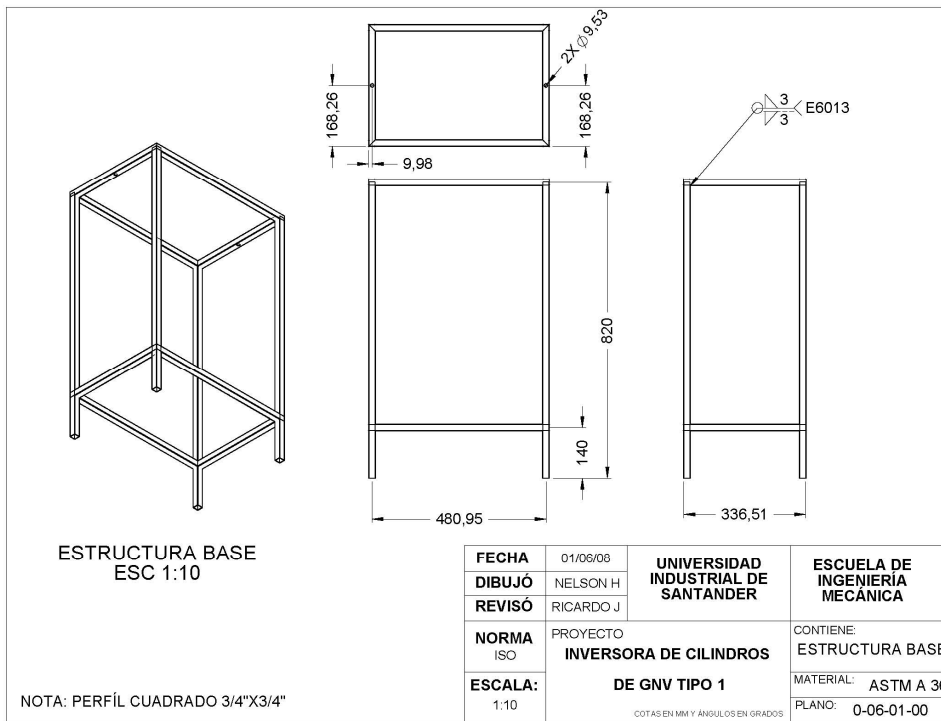 2X Ø 9,53
168,26
168,26
9,98
3
3
E6013
820
140
480,95
336,51
ESTRUCTURA BASE
ESC 1:10
NOTA: PERFÍL CUADRADO 3/4"X3/4"
FECHA 01/06/08
DIBUJÓ NELSON H
REVISÓ RICARDO J
UNIVERSIDAD
INDUSTRIAL DE
SANTANDER
ESCUELA DE
INGENIERÍA
MECÁNICA
NORMA
ISO
PROYECTO
INVERSORA DE CILINDROS
DE GNV TIPO 1
CONTIENE:
ESTRUCTURA BASE
ESCALA:
1:10
COTAS EN MM Y ÁNGULOS EN GRADOS
MATERIAL: ASTM A 36
PLANO: 0-06-01-00